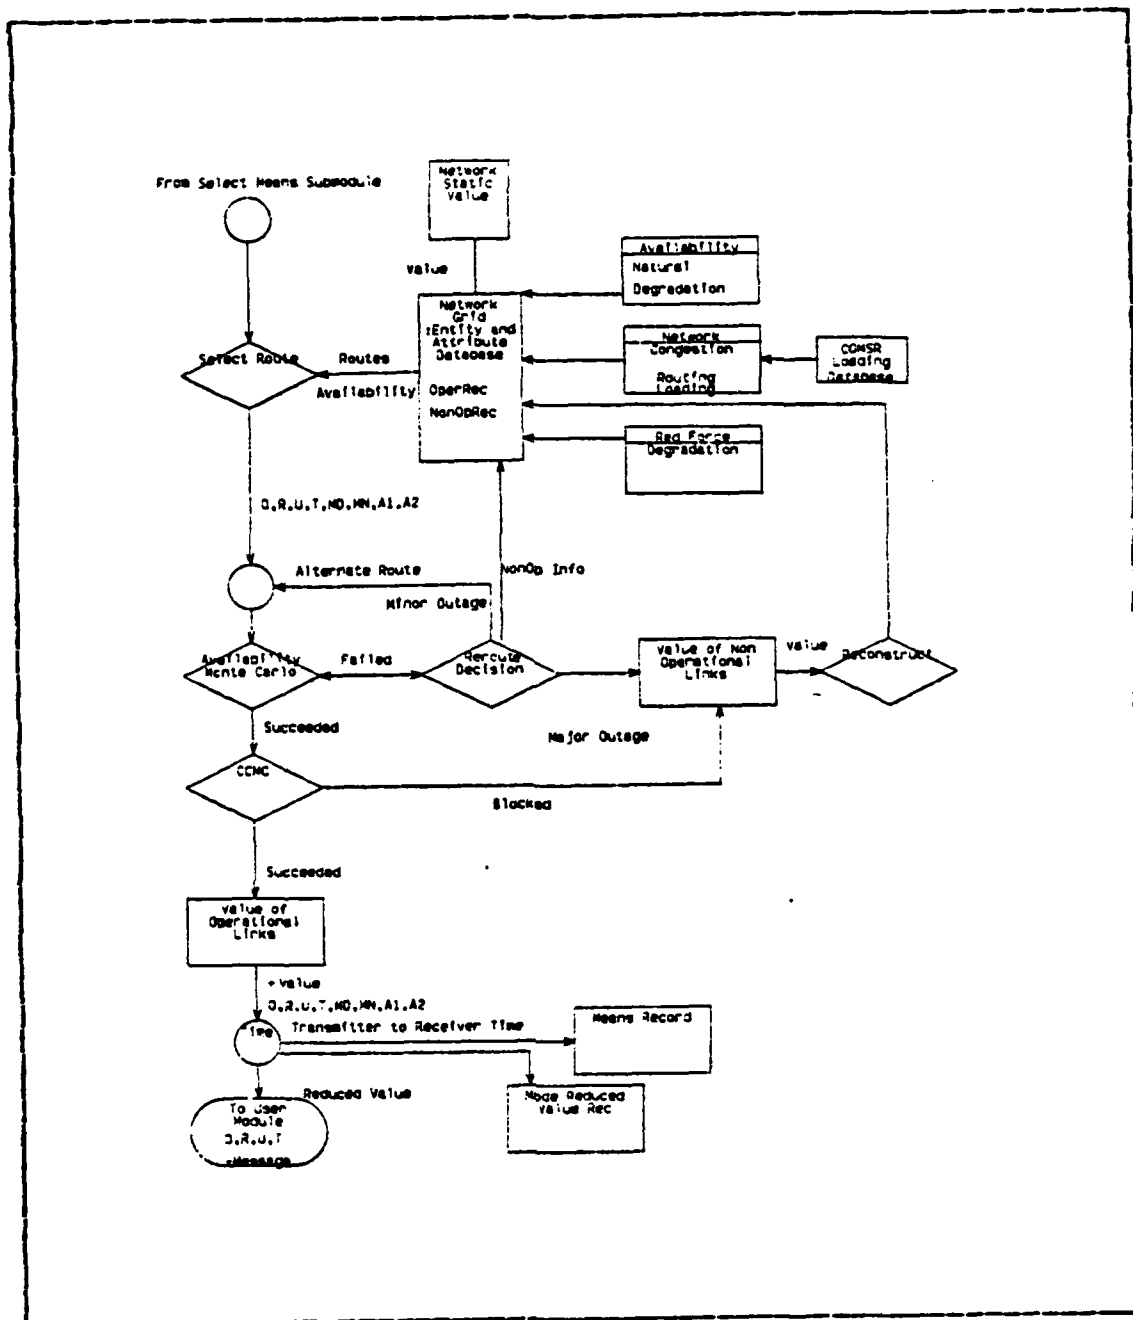 From Select Means Submodule
Network
Static
Value
Value
Availability
Natural
Degradation
Network
Grid
:Entity and
Attribute
Database
OperRec
NonOpRec
Network
Congestion
Routing
Loading
Loading
Database
Select Route
Routes
Availability
Red Force
Degradation
O,R,U,T,MO,MN,A1,A2
Alternate Route
Minor Outage
NonOp Info
Availability
Monte Carlo
Failed
Reroute
Decision
Value of Non
Operational
Links
Value
Reconstruct
Succeeded
Major Outage
CCMC
Blocked
Succeeded
Value of
Operational
Links
+ Value
O,R,U,T,MO,MN,A1,A2
Time
Transmitter to Receiver Time
Means Record
Reduced Value
Mode Reduced
Value Rec
To User
Module
O,R,U,T
-Message